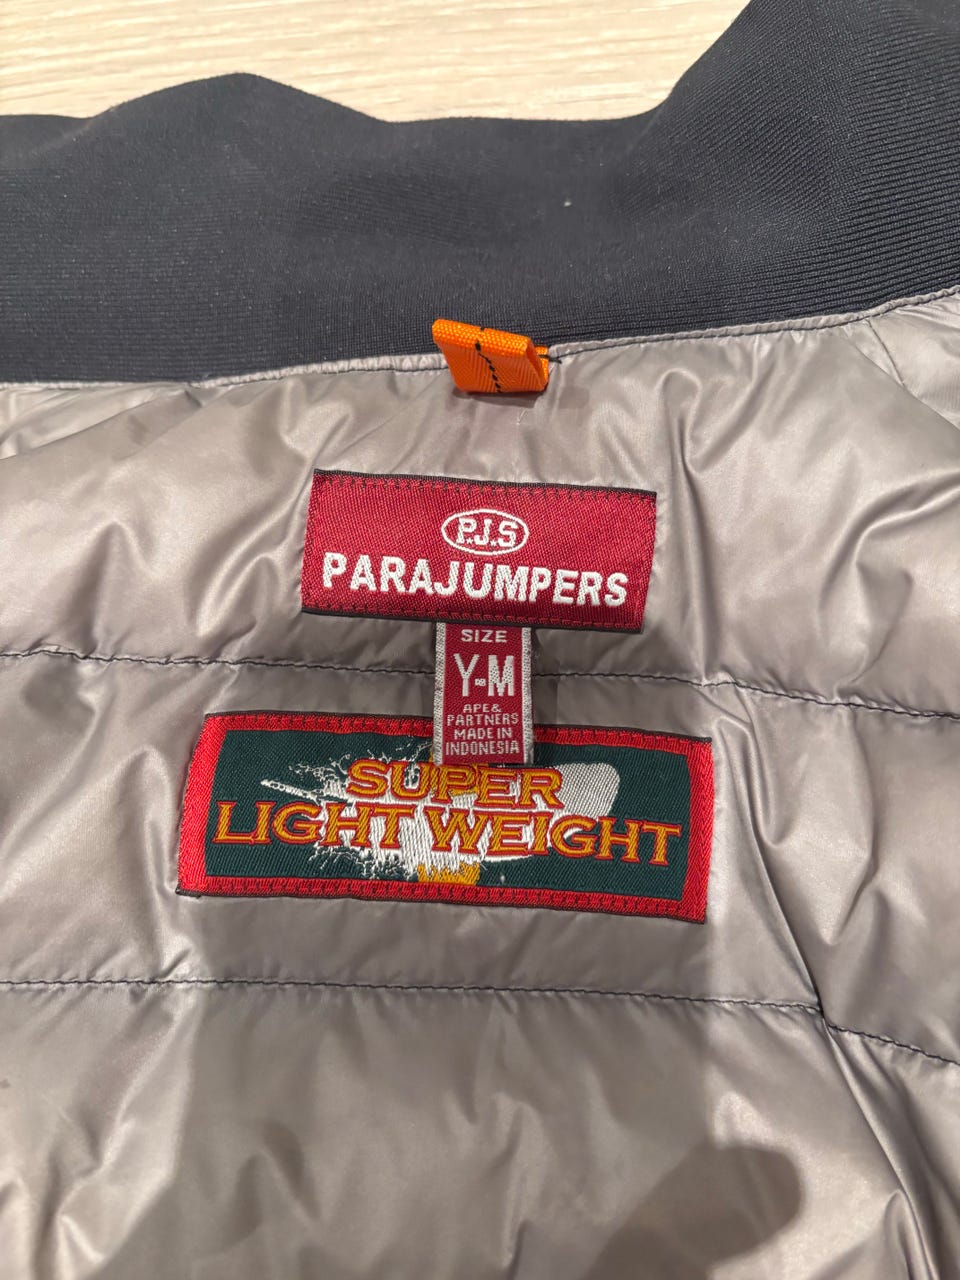 P.J.S
PARAJUMPERS
SIZE
Y-M
APE &
PARTNERS
MADE IN
INDONESIA
SUPER
LIGHT WEIGHT